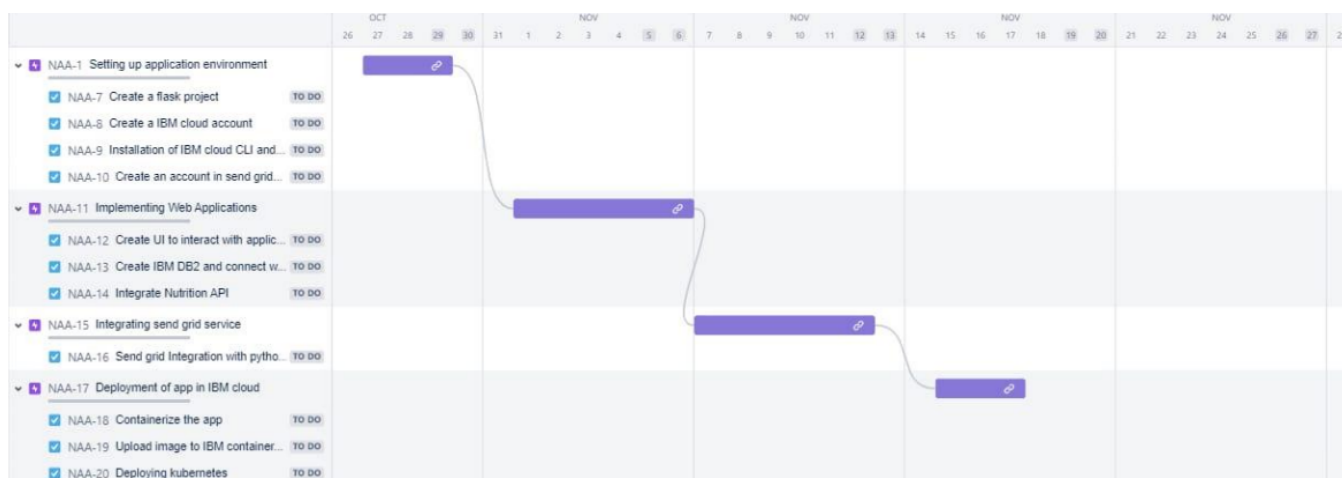 OCT NOV NOV NOV NOV
26 27 28 29 30 31 1 2 3 4 5 6 7 8 9 10 11 12 13 14 15 16 17 18 19 20 21 22 23 24 25 26 27 2
NAA-1 Setting up application environment
NAA-7 Create a flask project TO DO
NAA-8 Create a IBM cloud account TO DO
NAA-9 Installation of IBM cloud CLI and... TO DO
NAA-10 Create an account in send grid... TO DO
NAA-11 Implementing Web Applications
NAA-12 Create UI to interact with applic... TO DO
NAA-13 Create IBM DB2 and connect w... TO DO
NAA-14 Integrate Nutrition API TO DO
NAA-15 Integrating send grid service
NAA-16 Send grid Integration with pytho... TO DO
NAA-17 Deployment of app in IBM cloud
NAA-18 Containerize the app TO DO
NAA-19 Upload image to IBM container... TO DO
NAA-20 Deploying kubernetes TO DO